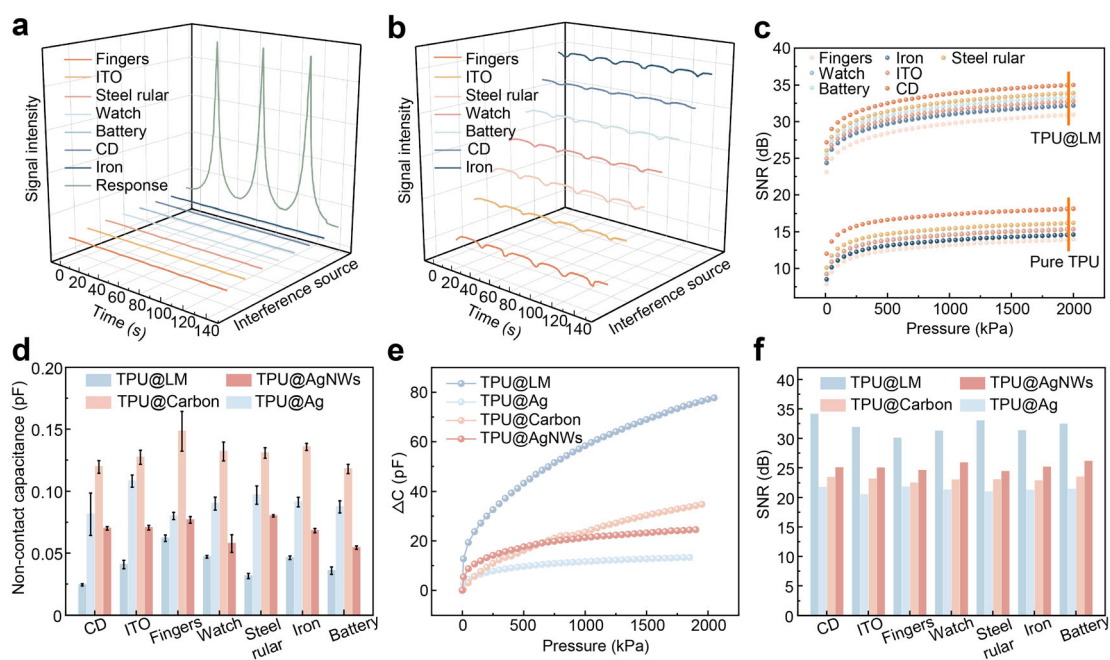 a
Signal intensity
Fingers
ITO
Steel rular
Watch
Battery
CD
Iron
Response
0 20 40 60 80 100 120 140
Time (s)
Interference source
b
Signal intensity
Fingers
ITO
Steel rular
Watch
Battery
CD
Iron
0 20 40 60 80 100 120 140
Time (s)
Interference source
c
SNR (dB)
40
35
30
25
20
15
10
Fingers Iron Steel rular
Watch ITO
Battery CD
TPU@LM
Pure TPU
0 500 1000 1500 2000
Pressure (kPa)
d
Non-contact capacitance (pF)
0.20
0.15
0.10
0.05
0
TPU@LM TPU@AgNWs
TPU@Carbon TPU@Ag
CD ITO Fingers Watch Steel rular Iron Battery
e
ΔC (pF)
80
60
40
20
0
TPU@LM
TPU@Ag
TPU@Carbon
TPU@AgNWs
0 500 1000 1500 2000
Pressure (kPa)
f
SNR (dB)
40
35
30
25
20
15
10
5
0
TPU@LM TPU@AgNWs
TPU@Carbon TPU@Ag
CD ITO Fingers Watch Steel rular Iron Battery